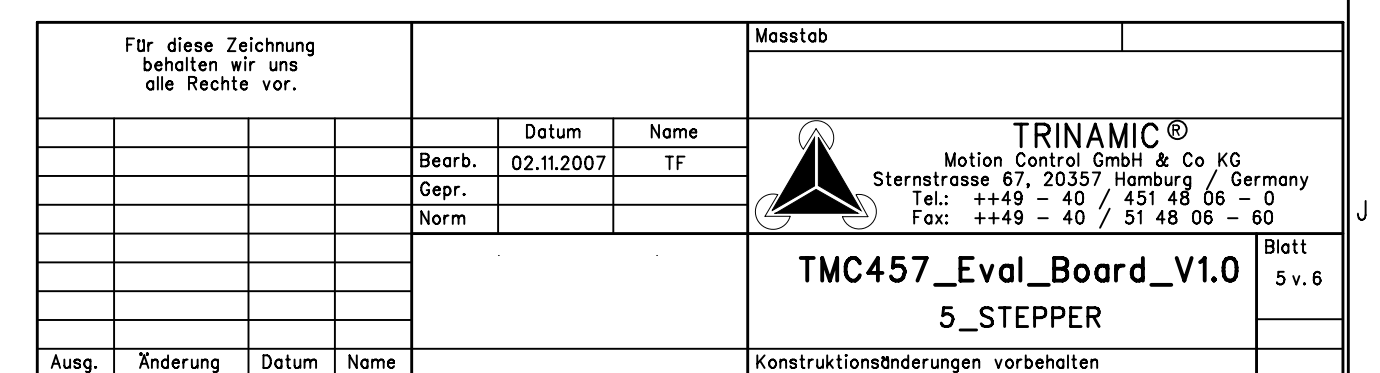 Für diese Zeichnung
behalten wir uns
alle Rechte vor.
Masstab
Datum Name
Bearb. 02.11.2007 TF
Gepr.
Norm
TRINAMIC®
Motion Control GmbH & Co KG
Sternstrasse 67, 20357 Hamburg / Germany
Tel.: ++49 - 40 / 451 48 06 - 0
Fax: ++49 - 40 / 51 48 06 - 60
J
TMC457_Eval_Board_V1.0
5_STEPPER
Blatt
5 v. 6
Ausg. Änderung Datum Name
Konstruktionsänderungen vorbehalten